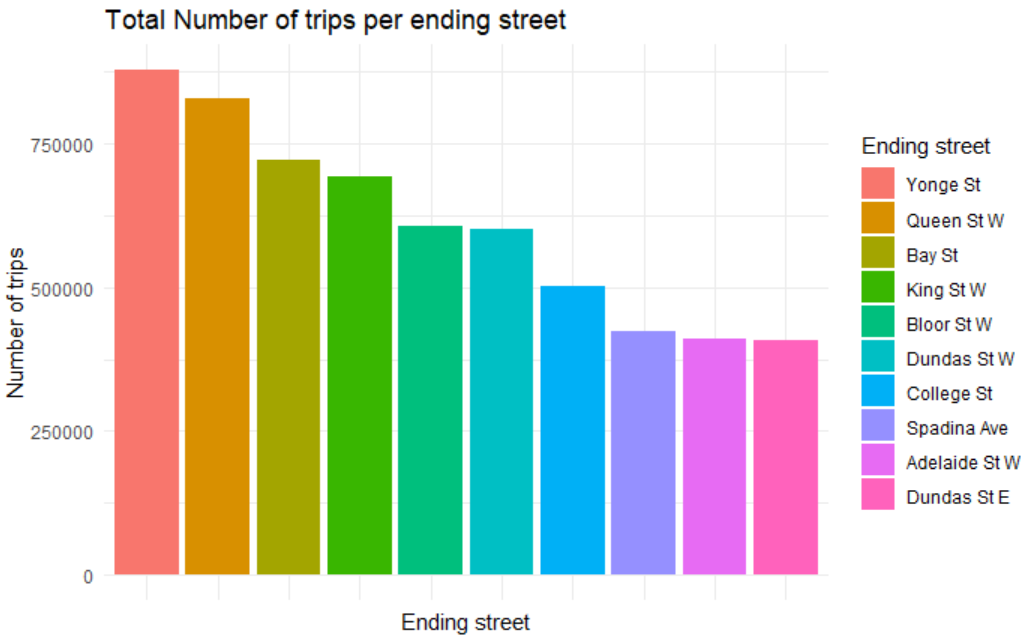 Total Number of trips per ending street
Number of trips
750000
500000
250000
0
Ending street
Ending street
Yonge St
Queen St W
Bay St
King St W
Bloor St W
Dundas St W
College St
Spadina Ave
Adelaide St W
Dundas St E